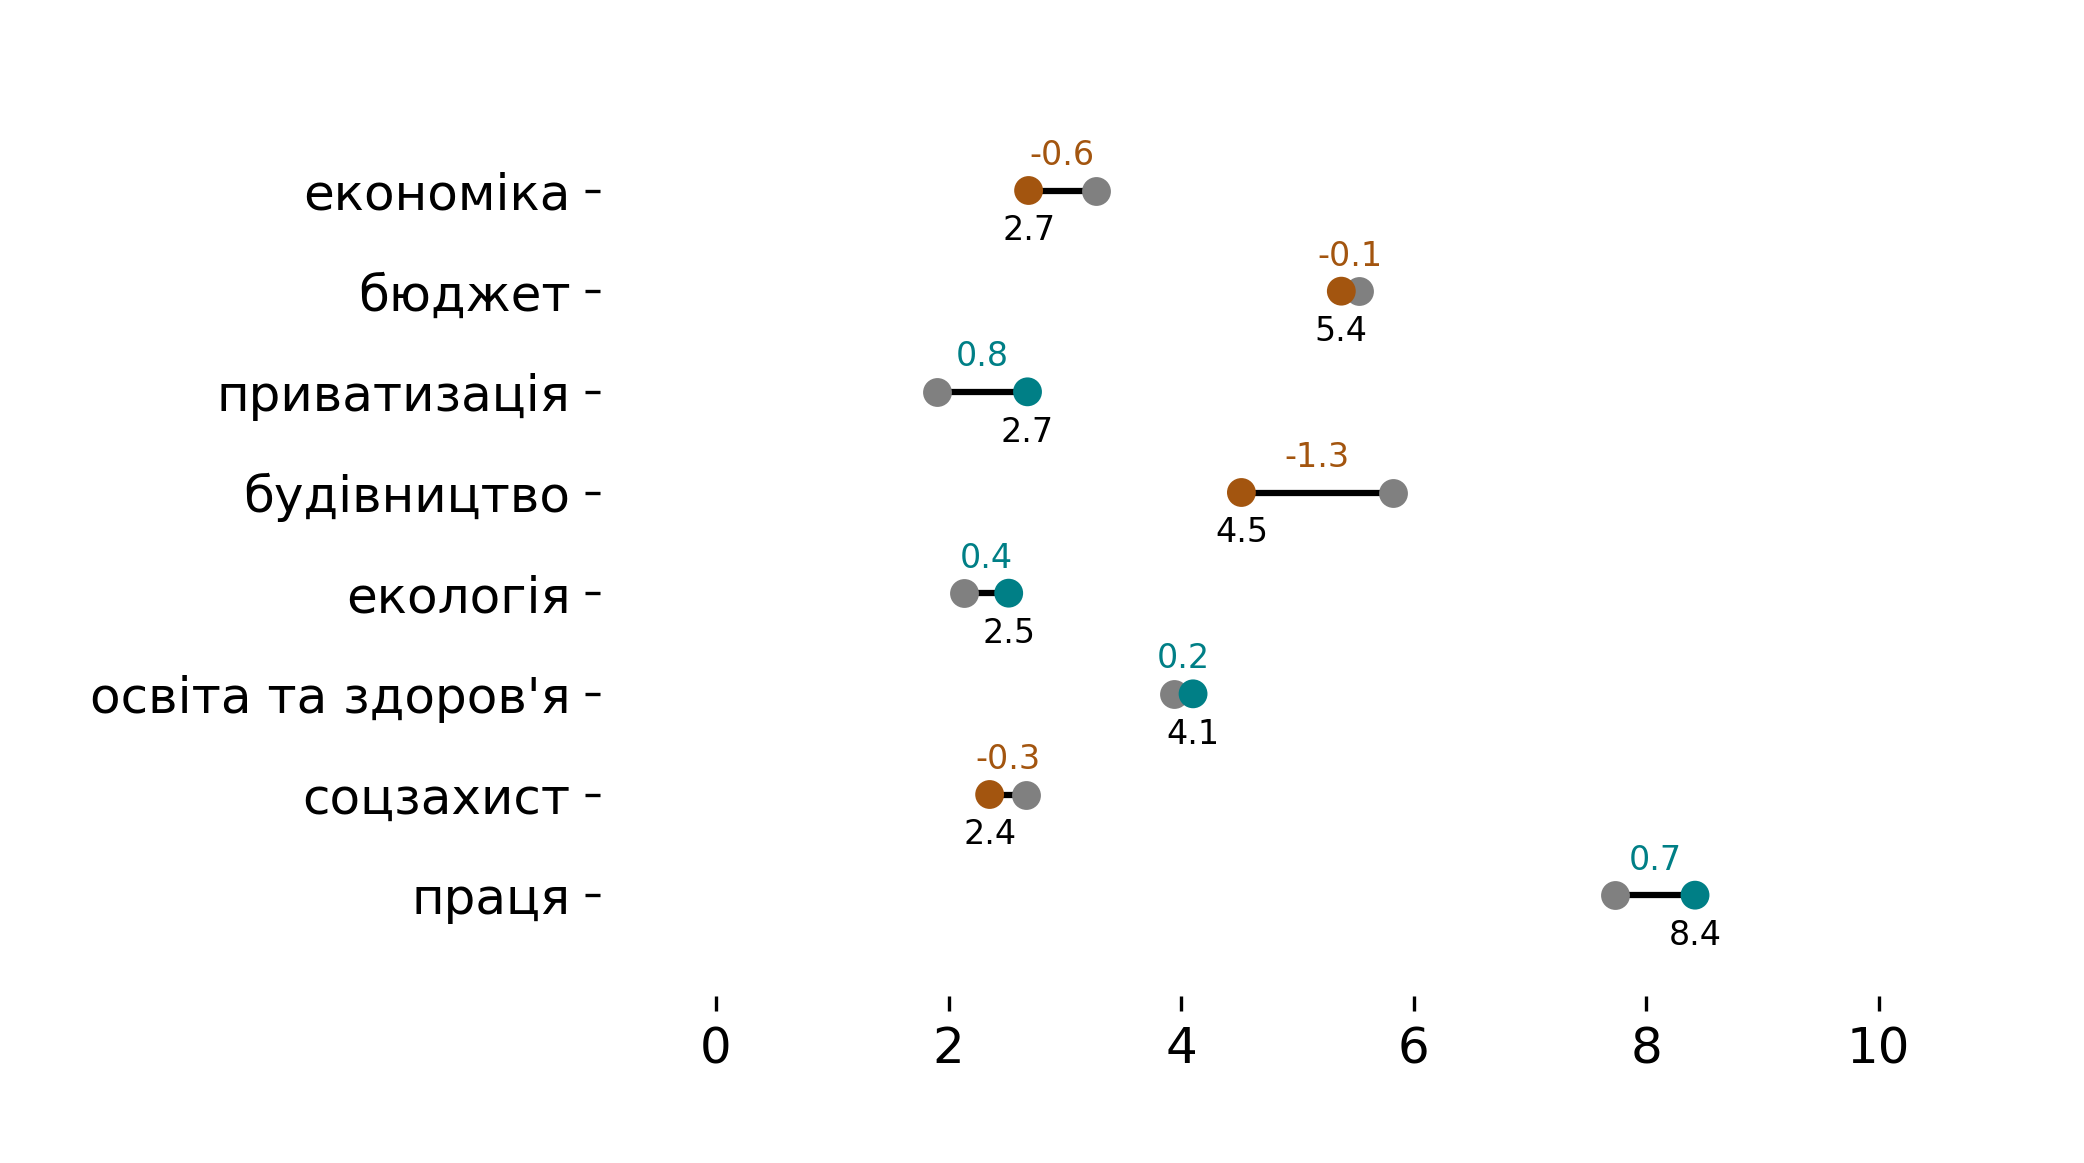 -0.6
економіка
2.7
-0.1
бюджет
5.4
0.8
приватизація
2.7
-1.3
будівництво
4.5
0.4
екологія
2.5
0.2
освіта та здоров'я
4.1
-0.3
соцзахист
2.4
0.7
праця
8.4
0 2 4 6 8 10